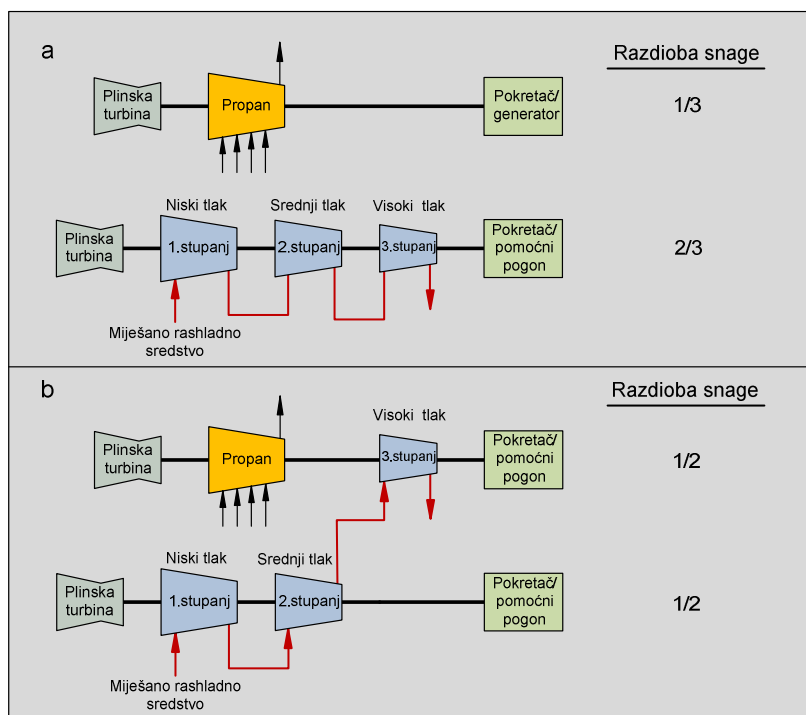 a
Razdioba snage
Plinska
turbina
Propan
Pokretač/
generator
1/3
Niski tlak
Srednji tlak
Visoki tlak
Plinska
turbina
1.stupanj
2.stupanj
3.stupanj
Pokretač/
pomoćni
pogon
2/3
Miješano rashladno
sredstvo
b
Razdioba snage
Visoki tlak
Plinska
turbina
Propan
3.stupanj
Pokretač/
pomoćni
pogon
1/2
Niski tlak
Srednji tlak
Plinska
turbina
1.stupanj
2.stupanj
Pokretač/
pomoćni
pogon
1/2
Miješano rashladno
sredstvo